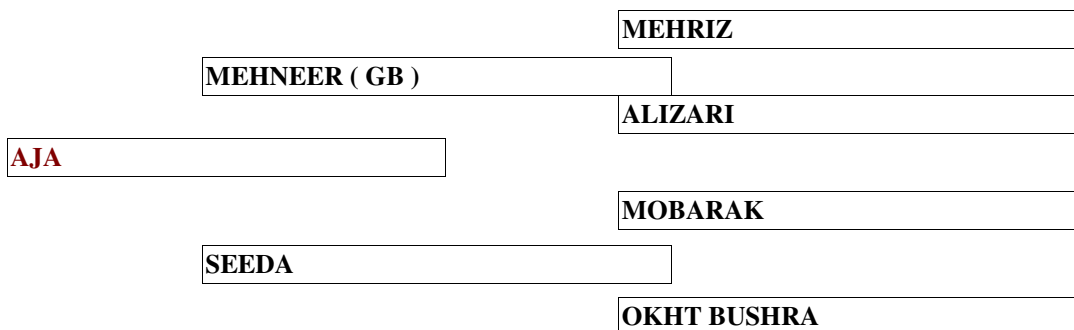 MEHRIZ
MEHNEER ( GB )
ALIZARI
AJA
MOBARAK
SEEDA
OKHT BUSHRA